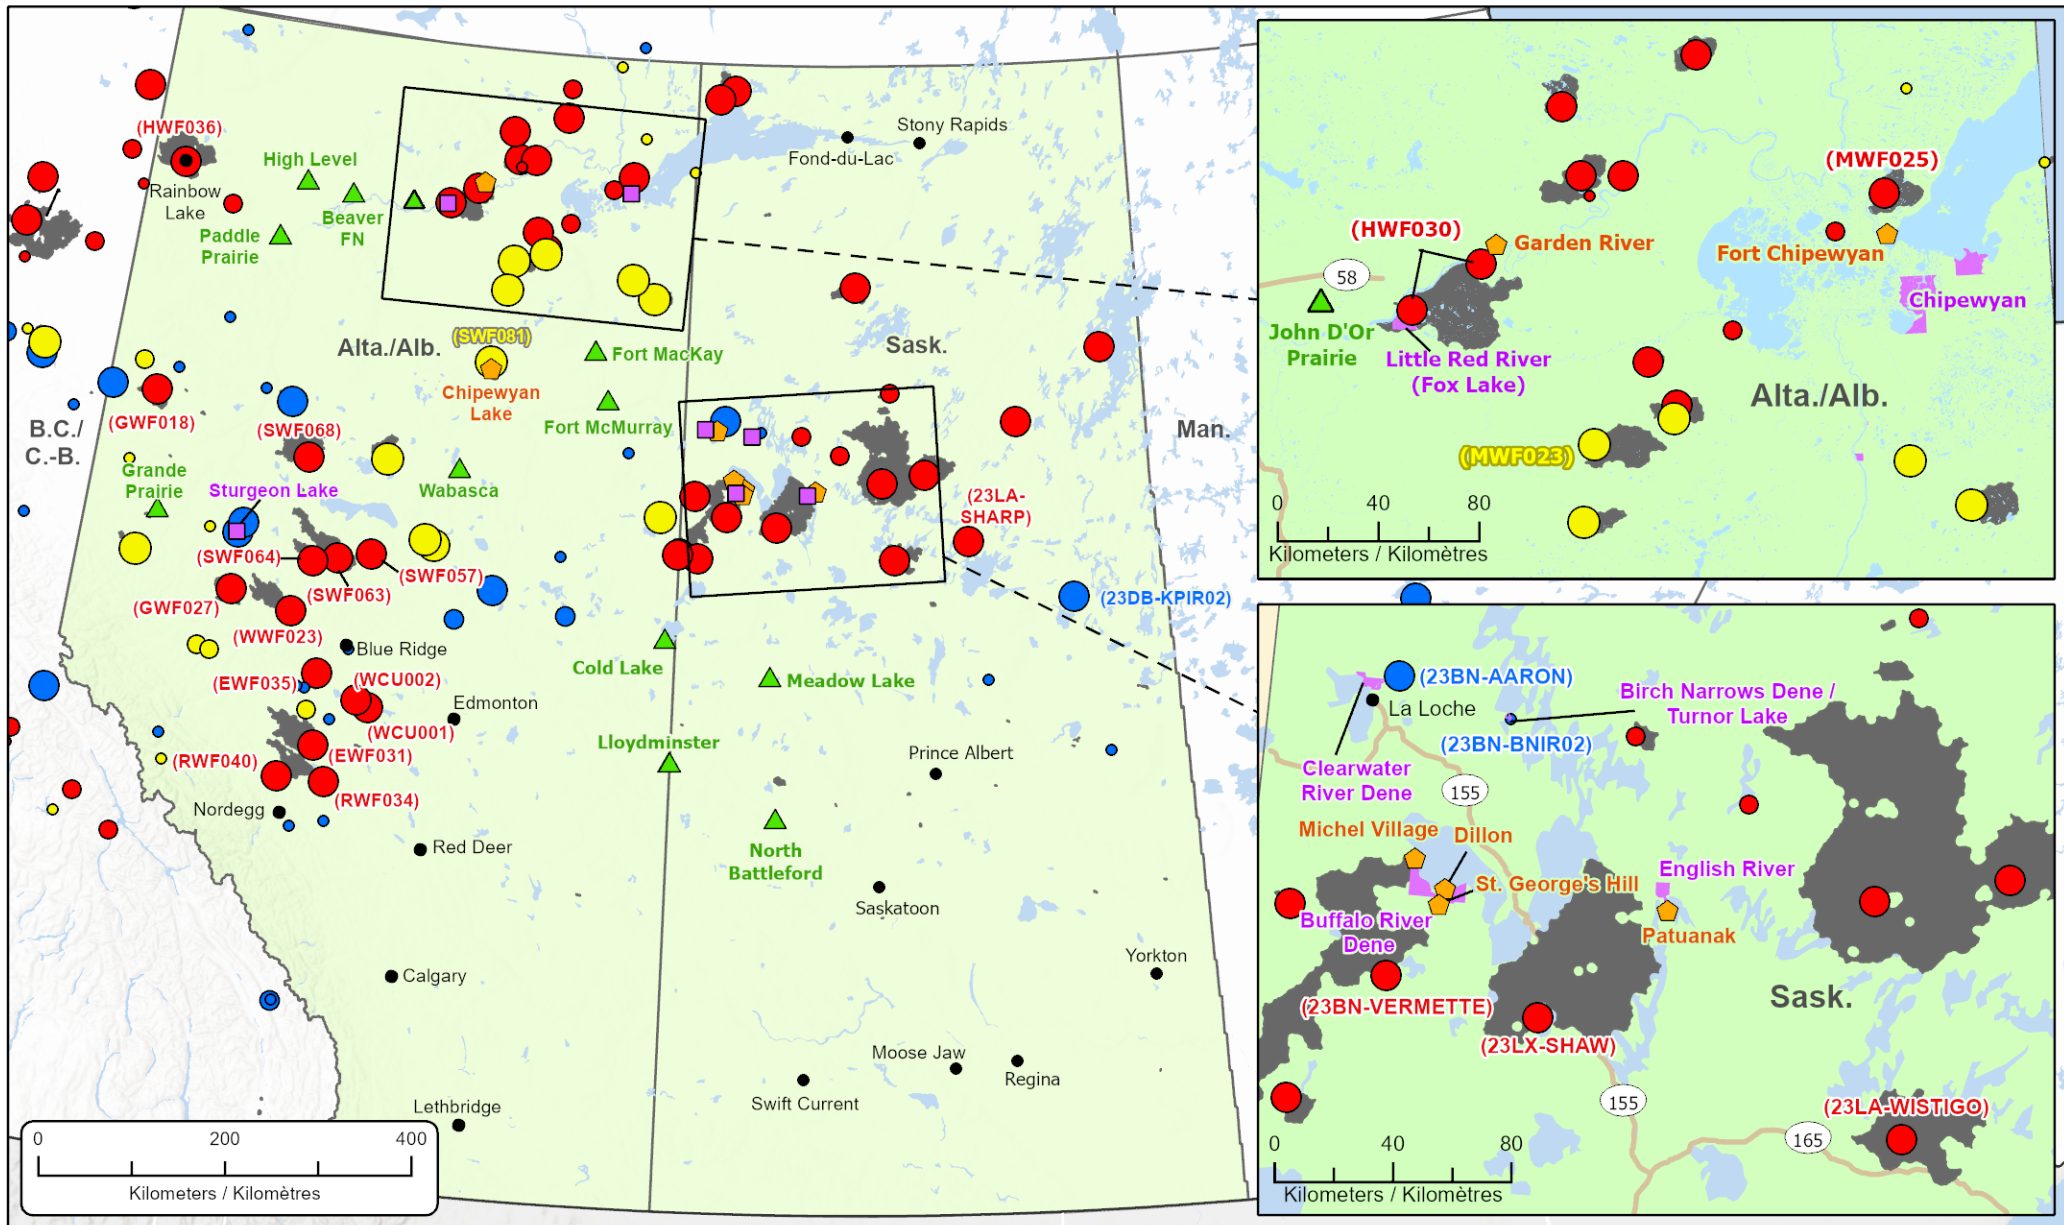 (HWF036)
Rainbow
Lake
High Level
Beaver
FN
Paddle
Prairie
Fond-du-Lac
Stony Rapids
Alta./Alb.
(SWF081)
Chipewyan
Lake
Fort MacKay
Fort McMurray
Sask.
Man.
B.C./
C.-B.
(GWF018)
(SWF068)
Grande
Prairie
Sturgeon Lake
Wabasca
(SWF064)
(SWF057)
(SWF063)
(GWF027)
(WWF023)
(23LA-
SHARP)
(23DB-KPIR02)
Blue Ridge
(EWF035)
(WCU002)
Edmonton
(WCU001)
(EWF031)
(RWF040)
(RWF034)
Nordegg
Red Deer
Cold Lake
Meadow Lake
Lloydminster
Prince Albert
North
Battleford
Saskatoon
Calgary
Yorkton
Moose Jaw
Regina
Swift Current
Lethbridge
0 200 400
Kilometers / Kilomètres
(MWF025)
(HWF030)
Garden River
Fort Chipewyan
58
Chipewyan
John D'Or
Prairie
Little Red River
(Fox Lake)
Alta./Alb.
(MWF023)
0 40 80
Kilometers / Kilomètres
(23BN-AARON)
La Loche
Birch Narrows Dene /
Turnor Lake
(23BN-BNIR02)
Clearwater
River Dene
155
Michel Village
Dillon
English River
St. George's Hill
Buffalo River
Dene
Patuanak
(23BN-VERMETTE)
Sask.
(23LX-SHAW)
155
(23LA-WISTIGO)
165
0 40 80
Kilometers / Kilomètres